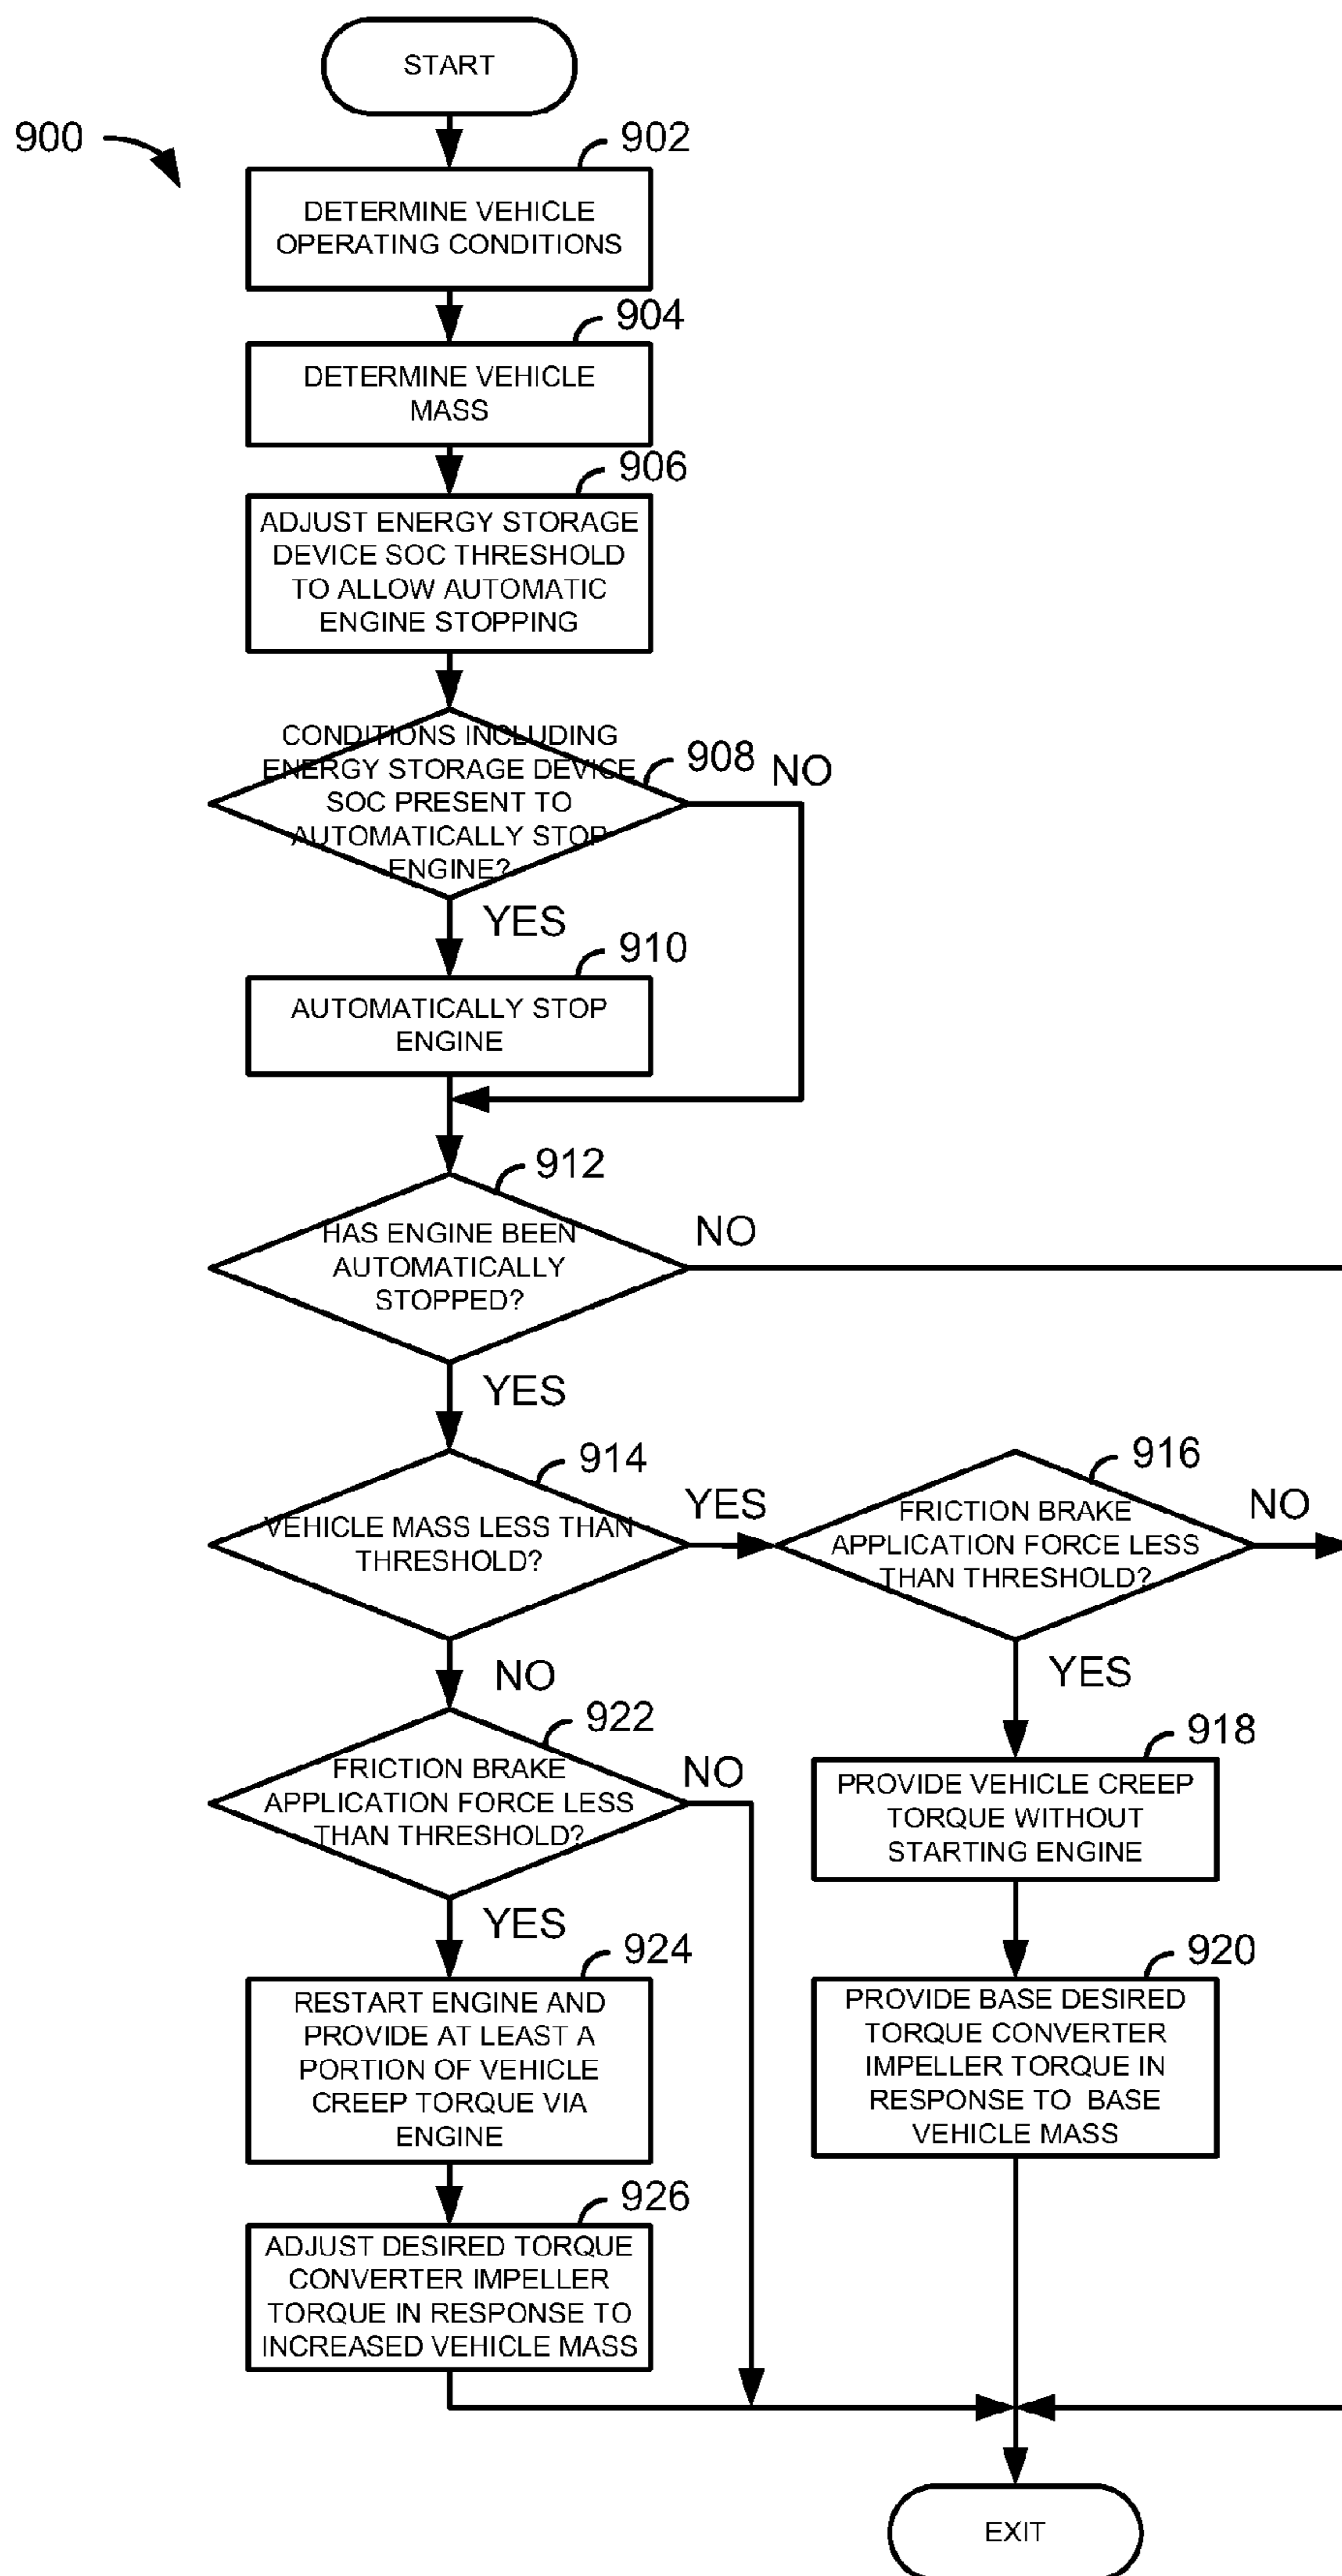 START
900
902
DETERMINE VEHICLE
OPERATING CONDITIONS
904
DETERMINE VEHICLE
MASS
906
ADJUST ENERGY STORAGE
DEVICE SOC THRESHOLD
TO ALLOW AUTOMATIC
ENGINE STOPPING
CONDITIONS INCLUDING
ENERGY STORAGE DEVICE
SOC PRESENT TO
AUTOMATICALLY STOP
ENGINE?
908
NO
YES
910
AUTOMATICALLY STOP
ENGINE
912
HAS ENGINE BEEN
AUTOMATICALLY
STOPPED?
NO
YES
914
VEHICLE MASS LESS THAN
THRESHOLD?
YES
916
FRICTION BRAKE
APPLICATION FORCE LESS
THAN THRESHOLD?
NO
YES
NO
922
FRICTION BRAKE
APPLICATION FORCE LESS
THAN THRESHOLD?
NO
918
PROVIDE VEHICLE CREEP
TORQUE WITHOUT
STARTING ENGINE
YES
924
RESTART ENGINE AND
PROVIDE AT LEAST A
PORTION OF VEHICLE
CREEP TORQUE VIA
ENGINE
920
PROVIDE BASE DESIRED
TORQUE CONVERTER
IMPELLER TORQUE IN
RESPONSE TO BASE
VEHICLE MASS
926
ADJUST DESIRED TORQUE
CONVERTER IMPELLER
TORQUE IN RESPONSE TO
INCREASED VEHICLE MASS
EXIT